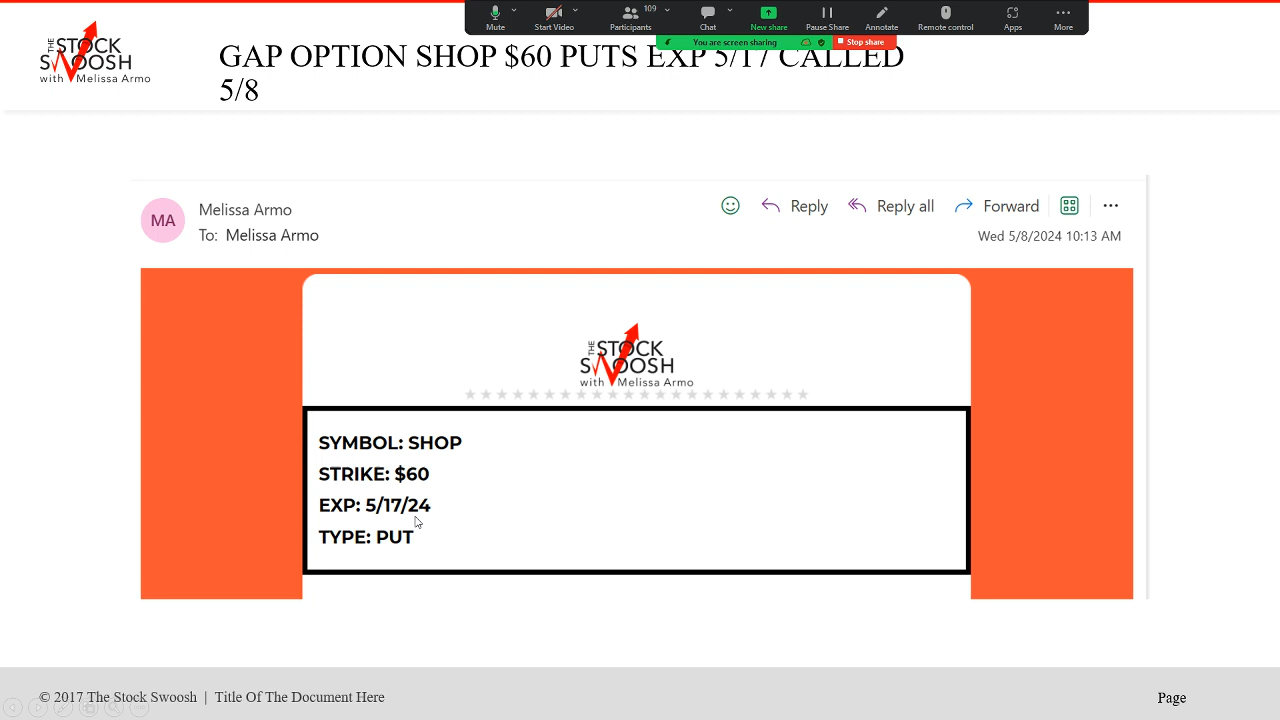 Mute
Start Video
Participants
109
Chat
New share
Pause Share
Annotate
Remote control
Apps
More
You are screen sharing
Stop share
THE STOCK
SWOOSH
with Melissa Armo
GAP OPTION SHOP $60 PUTS EXP 5/17 CALLED
5/8
MA
Melissa Armo
To: Melissa Armo
Reply
Reply all
Forward
Wed 5/8/2024 10:13 AM
THE STOCK
SWOOSH
with Melissa Armo
SYMBOL: SHOP
STRIKE: $60
EXP: 5/17/24
TYPE: PUT
© 2017 The Stock Swoosh | Title Of The Document Here
Page